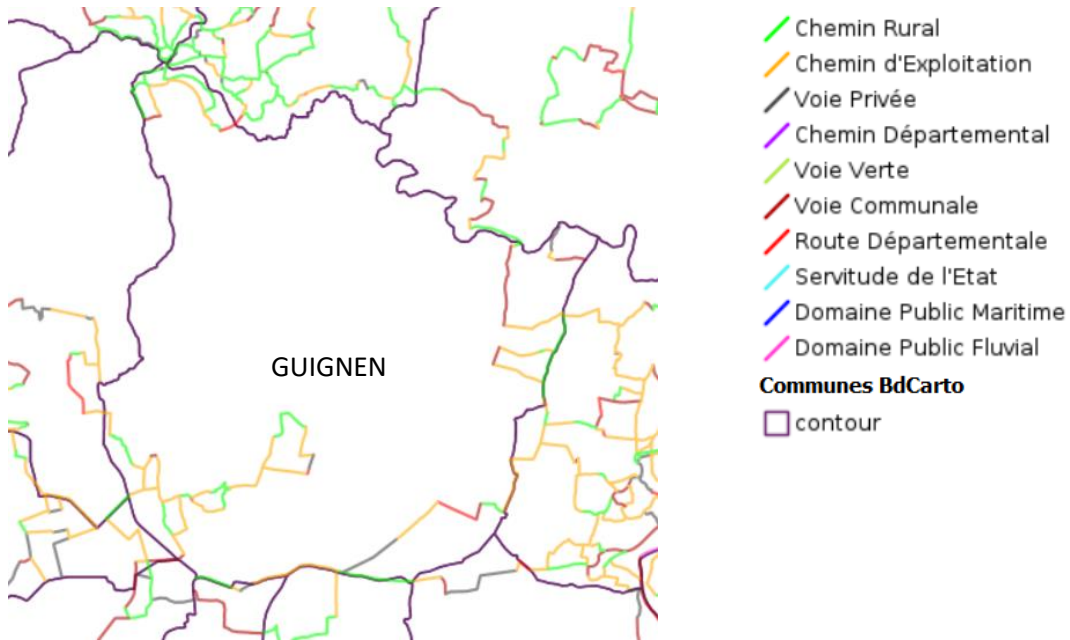 GUIGNEN
Chemin Rural
Chemin d'Exploitation
Voie Privée
Chemin Départemental
Voie Verte
Voie Communale
Route Départementale
Servitude de l'Etat
Domaine Public Maritime
Domaine Public Fluvial
Communes BdCarto
contour